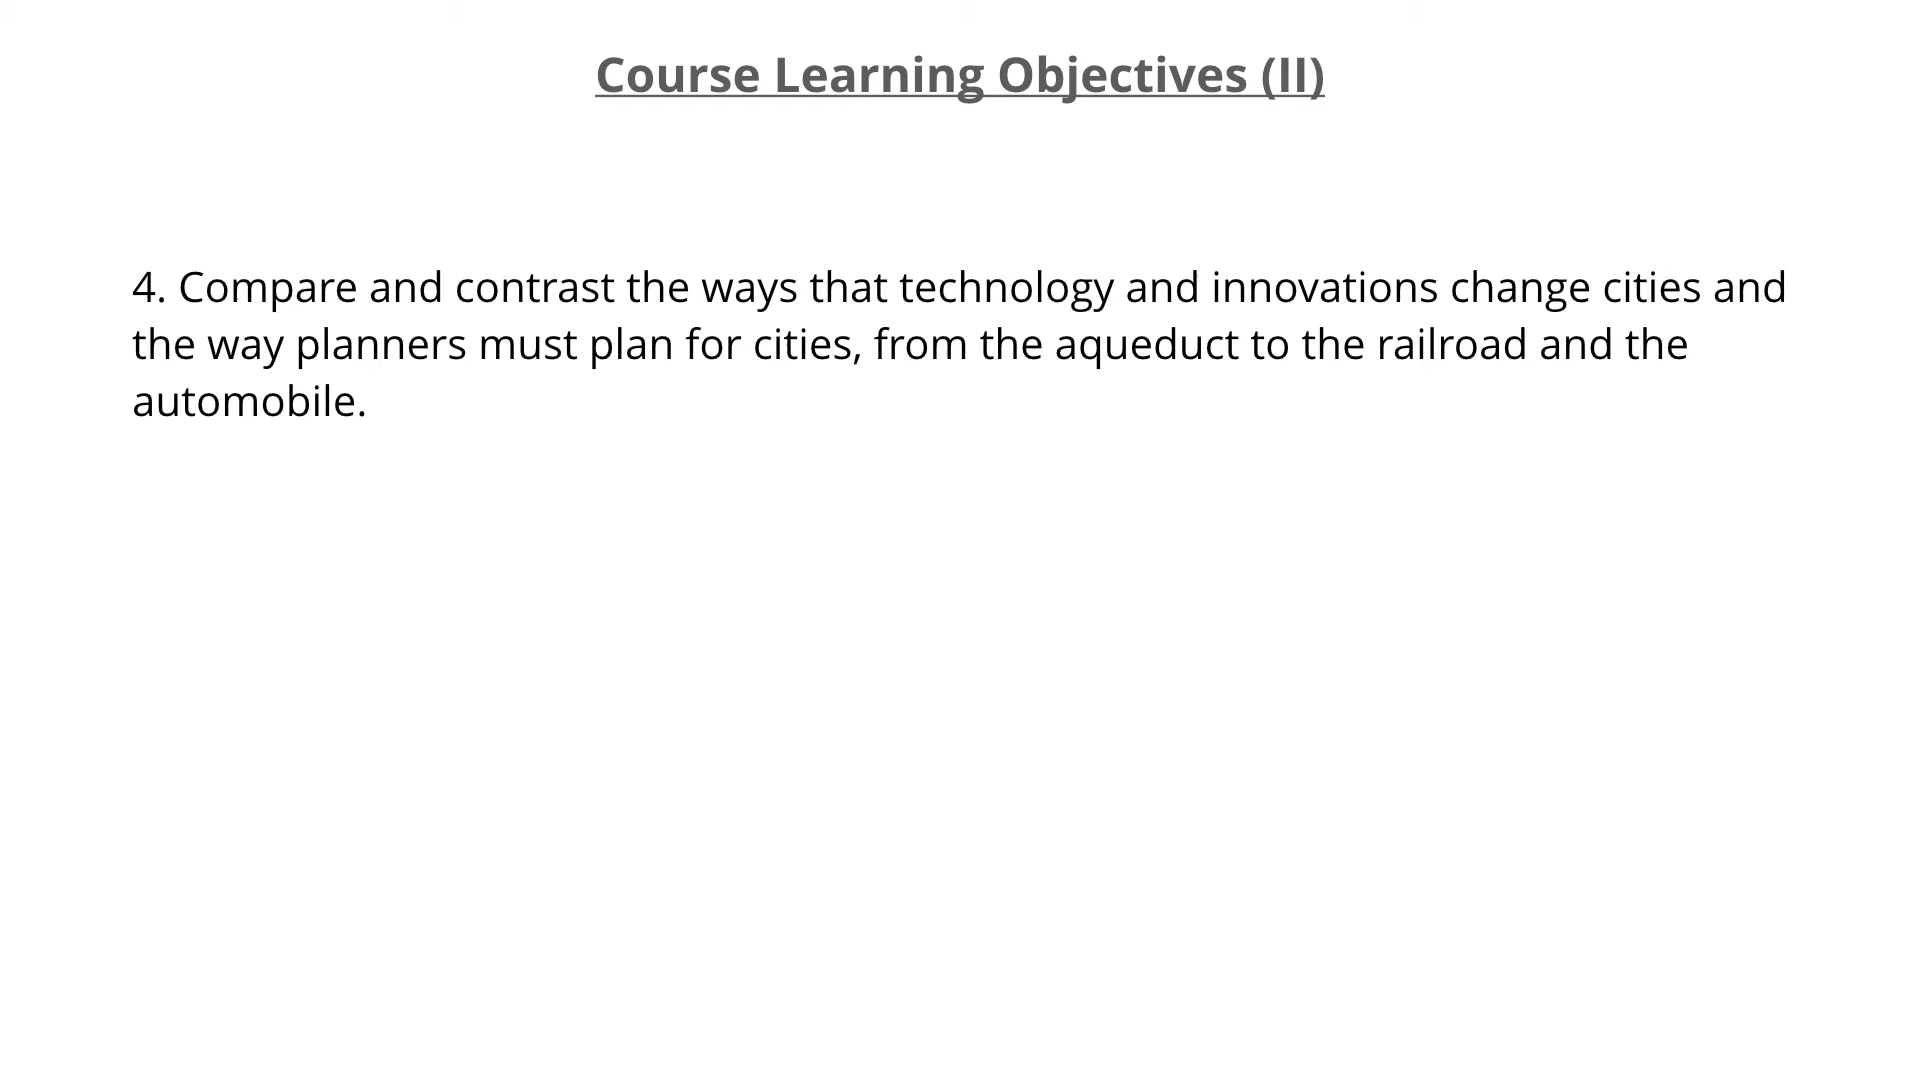 Course Learning Objectives (II)
4. Compare and contrast the ways that technology and innovations change cities and
the way planners must plan for cities, from the aqueduct to the railroad and the
automobile.